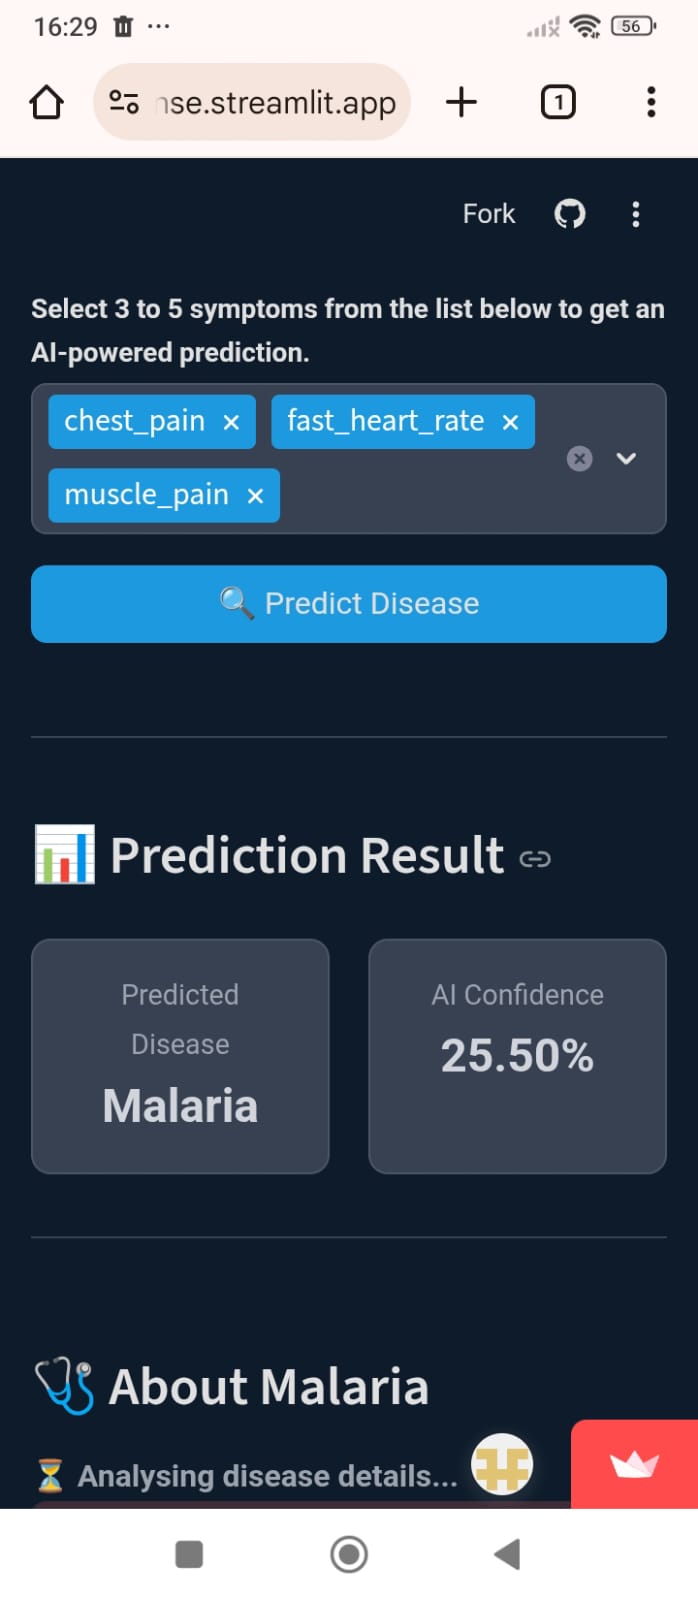 16:29
56
nse.streamlit.app
1
Fork
Select 3 to 5 symptoms from the list below to get an
AI-powered prediction.
chest_pain × fast_heart_rate ×
muscle_pain ×
🔍 Predict Disease
📊 Prediction Result
Predicted
Disease
Malaria
AI Confidence
25.50%
🩺 About Malaria
⏳ Analysing disease details...